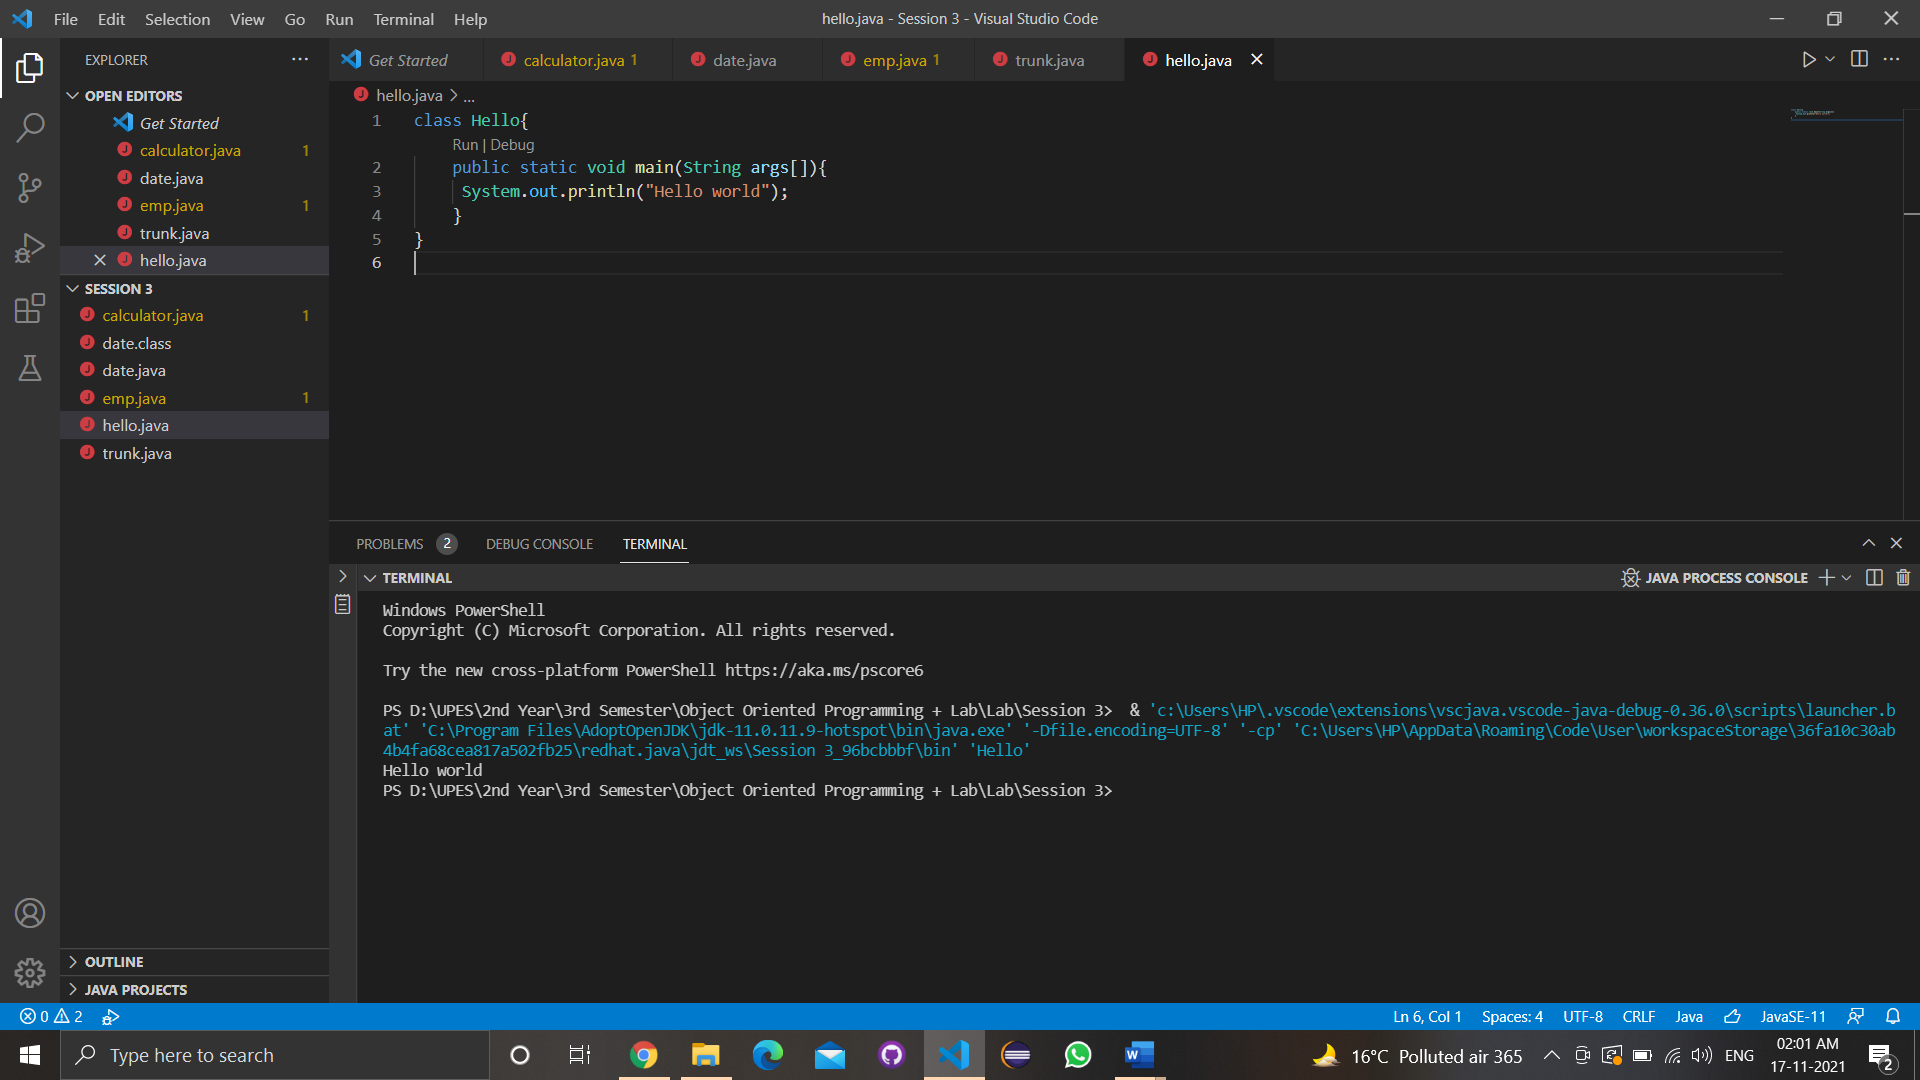 File Edit Selection View Go Run Terminal Help
hello.java - Session 3 - Visual Studio Code
EXPLORER
Get Started
calculator.java 1
date.java
emp.java 1
trunk.java
hello.java
OPEN EDITORS
Get Started
calculator.java 1
date.java
emp.java 1
trunk.java
hello.java
SESSION 3
calculator.java 1
date.class
date.java
emp.java 1
hello.java
trunk.java
OUTLINE
JAVA PROJECTS
hello.java > ...
1 class Hello{
Run | Debug
2 public static void main(String args[]){
3 System.out.println("Hello world");
4 }
5 }
6
PROBLEMS 2 DEBUG CONSOLE TERMINAL
TERMINAL
JAVA PROCESS CONSOLE
Windows PowerShell
Copyright (C) Microsoft Corporation. All rights reserved.
Try the new cross-platform PowerShell https://aka.ms/pscore6
PS D:\UPES\2nd Year\3rd Semester\Object Oriented Programming + Lab\Lab\Session 3>  & 'c:\Users\HP\.vscode\extensions\vscjava.vscode-java-debug-0.36.0\scripts\launcher.b
at' 'C:\Program Files\AdoptOpenJDK\jdk-11.0.11.9-hotspot\bin\java.exe' '-Dfile.encoding=UTF-8' '-cp' 'C:\Users\HP\AppData\Roaming\Code\User\workspaceStorage\36fa10c30ab
4b4fa68cea817a502fb25\redhat.java\jdt_ws\Session 3_96bcbbbf\bin' 'Hello'
Hello world
PS D:\UPES\2nd Year\3rd Semester\Object Oriented Programming + Lab\Lab\Session 3>
0 2
Ln 6, Col 1 Spaces: 4 UTF-8 CRLF Java JavaSE-11
Type here to search
16°C Polluted air 365
ENG
02:01 AM
17-11-2021
2